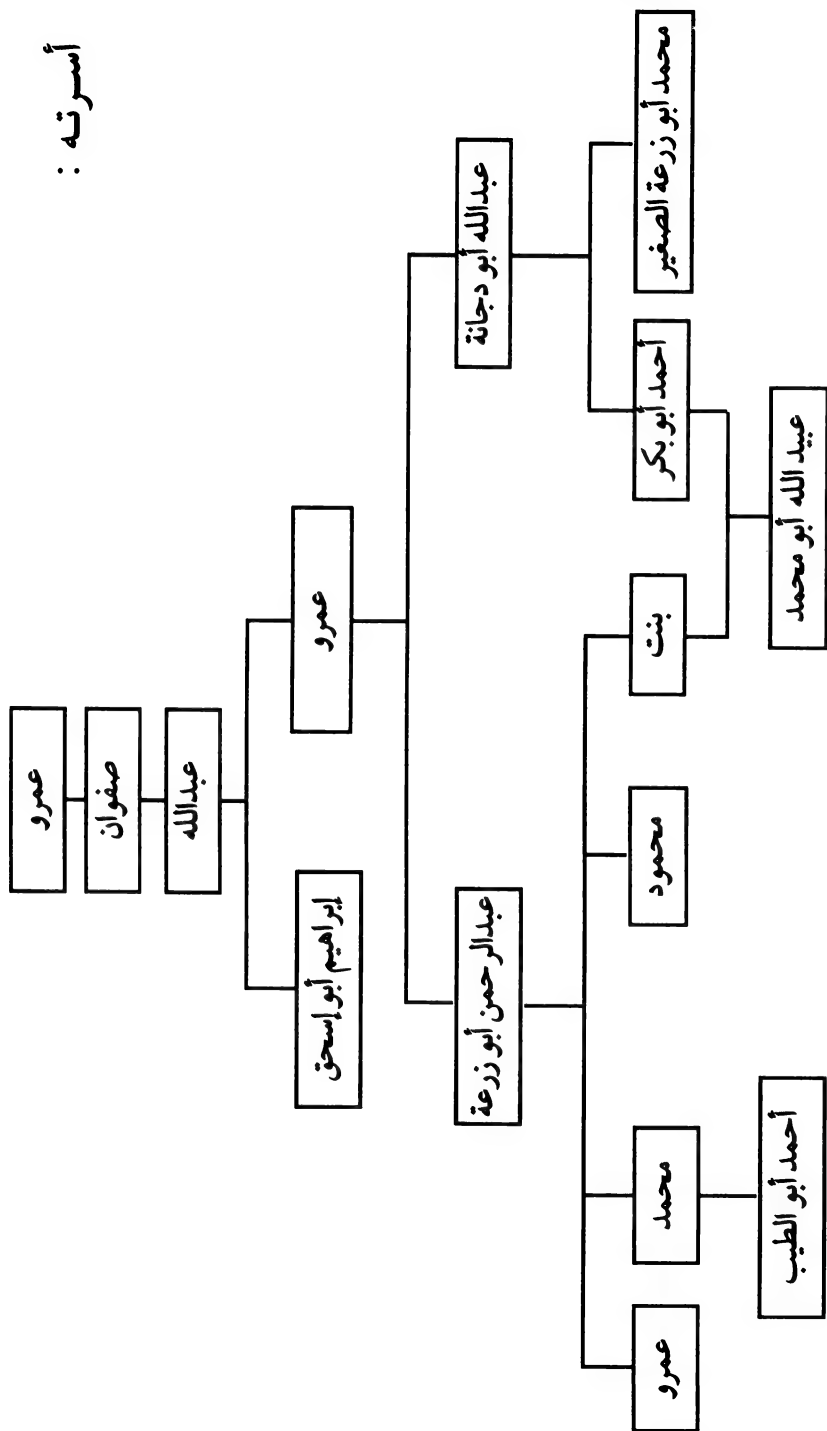 أسرته :
عمرو
صفوان
عبدالله
عمرو
إبراهيم أبو إسحق
عبدالله أبو دجانة
عبدالرحمن أبو زرعة
محمد أبو زرعة الصغير
أحمد أبو بكر
بنت
محمود
محمد
عمرو
عبيد الله أبو محمد
أحمد أبو الطيب